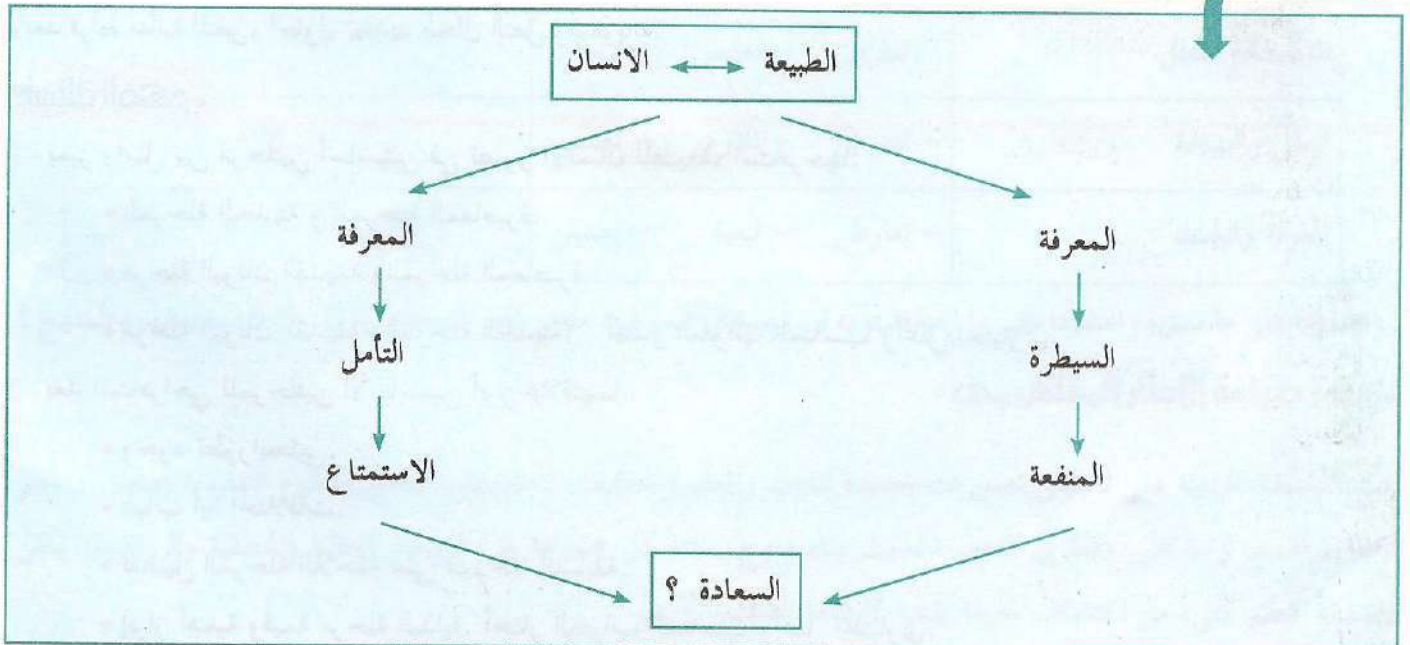 الطبيعة الانسان
المعرفة المعرفة
السيطرة التأمل
المنفعة الاستمتاع
السعادة ؟